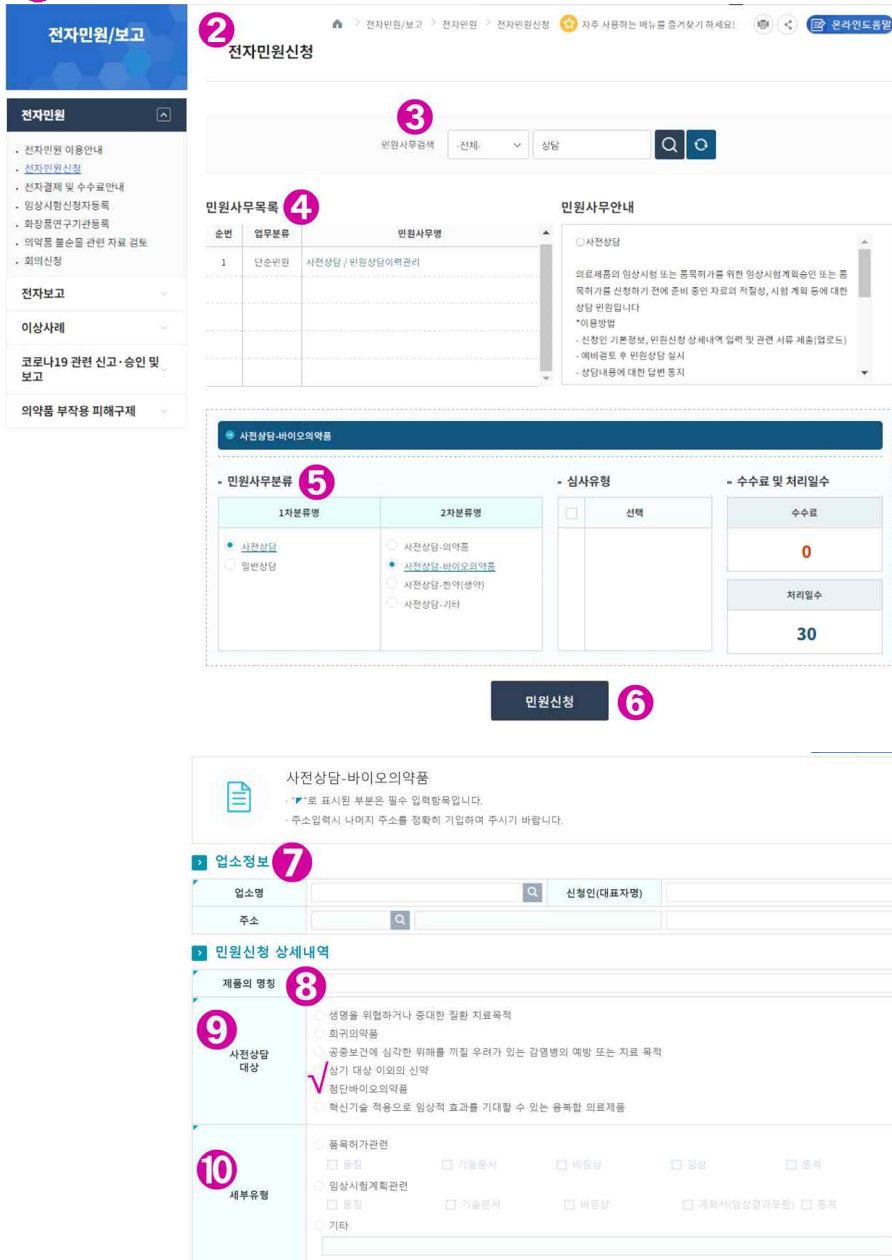 전자민원/보고
❷
전자민원신청
전자민원/보고 > 전자민원 > 전자민원신청
자주 사용하는 메뉴를 즐겨찾기 하세요!
온라인도움말
전자민원
· 전자민원 이용안내
· 전자민원신청
· 전자결제 및 수수료안내
· 임상시험신청자등록
· 화장품연구기관등록
· 의약품 불순물 관련 자료 검토
· 회의신청
전자보고
이상사례
코로나19 관련 신고·승인 및
보고
의약품 부작용 피해구제
❸
민원사무검색 -전체- 상담
민원사무목록 ❹
순번 업무분류 민원사무명
1 단순민원 사전상담 / 민원상담이력관리
민원사무안내
○사전상담
의료제품의 임상시험 또는 품목허가를 위한 임상시험계획승인 또는 품
목허가를 신청하기 전에 준비 중인 자료의 적절성, 시험 계획 등에 대한
상담 민원입니다
*이용방법
- 신청인 기본정보, 민원신청 상세내역 입력 및 관련 서류 제출(업로드)
- 예비검토 후 민원상담 실시
- 상담내용에 대한 답변 통지
사전상담-바이오의약품
민원사무분류 ❺
1차분류명 2차분류명
사전상담
일반상담
사전상담-의약품
사전상담-바이오의약품
사전상담-한약(생약)
사전상담-기타
심사유형
선택
수수료 및 처리일수
수수료
0
처리일수
30
민원신청 ❻
사전상담-바이오의약품
· "◤"로 표시된 부분은 필수 입력항목입니다.
· 주소입력시 나머지 주소를 정확히 기입하여 주시기 바랍니다.
업소정보 ❼
업소명 신청인(대표자명)
주소
민원신청 상세내역
제품의 명칭 ❽
❾
사전상담
대상
생명을 위협하거나 중대한 질환 치료목적
희귀의약품
공중보건에 심각한 위해를 끼칠 우려가 있는 감염병의 예방 또는 치료 목적
상기 대상 이외의 신약
√ 첨단바이오의약품
혁신기술 적용으로 임상적 효과를 기대할 수 있는 융복합 의료제품
❿
세부유형
품목허가관련
품질 기술문서 비임상 임상 통계
임상시험계획관련
품질 기술문서 비임상 계획서(임상결과포함) 통계
기타